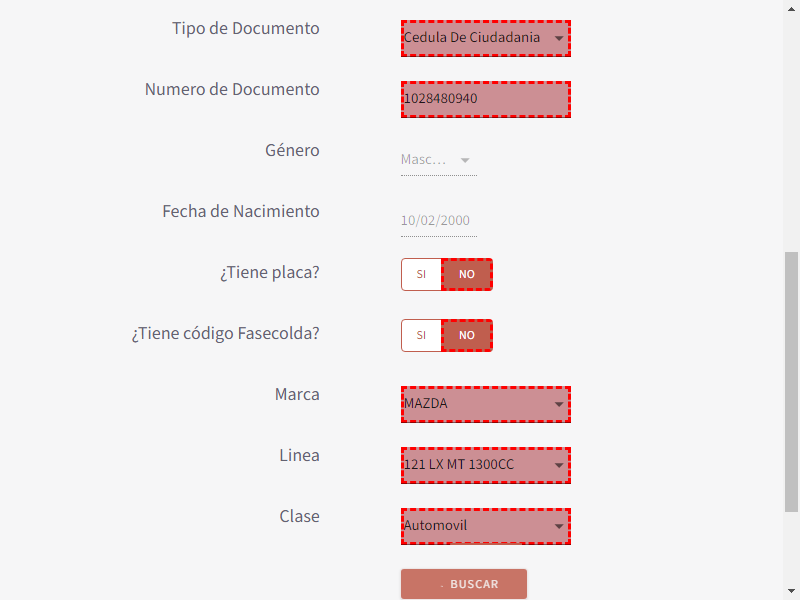 Tipo de Documento Cedula De Ciudadania
Numero de Documento 1028480940
Género Masc...
Fecha de Nacimiento 10/02/2000
¿Tiene placa? SI NO
¿Tiene código Fasecolda? SI NO
Marca MAZDA
Linea 121 LX MT 1300CC
Clase Automovil
BUSCAR